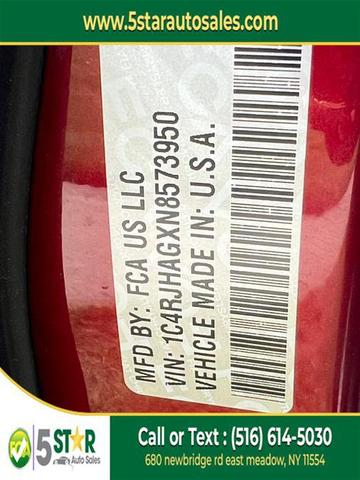 www.5starautosales.com
MFD BY: FCA US LLC
VIN: 1C4RJHAGXN8573950
VEHICLE MADE IN: U.S.A.
5 STAR
Auto Sales
Call or Text : (516) 614-5030
680 newbridge rd east meadow, NY 11554